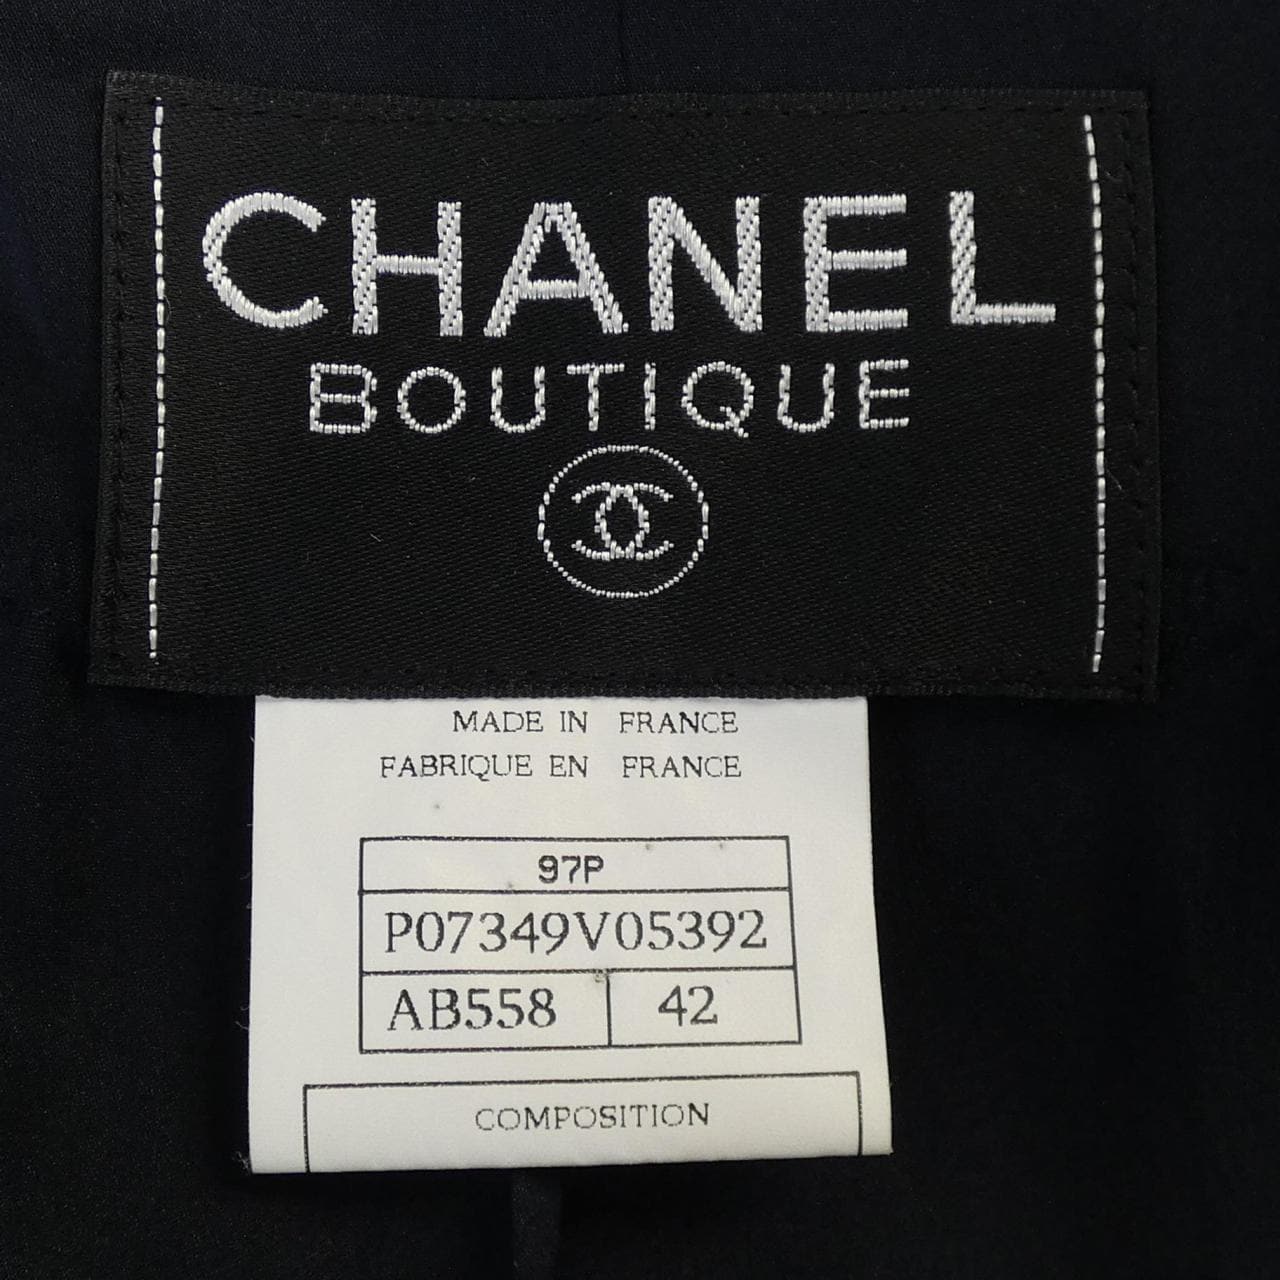 CHANEL
BOUTIQUE
MADE IN FRANCE
FABRIQUE EN FRANCE
97P
P07349V05392
AB558 42
COMPOSITION